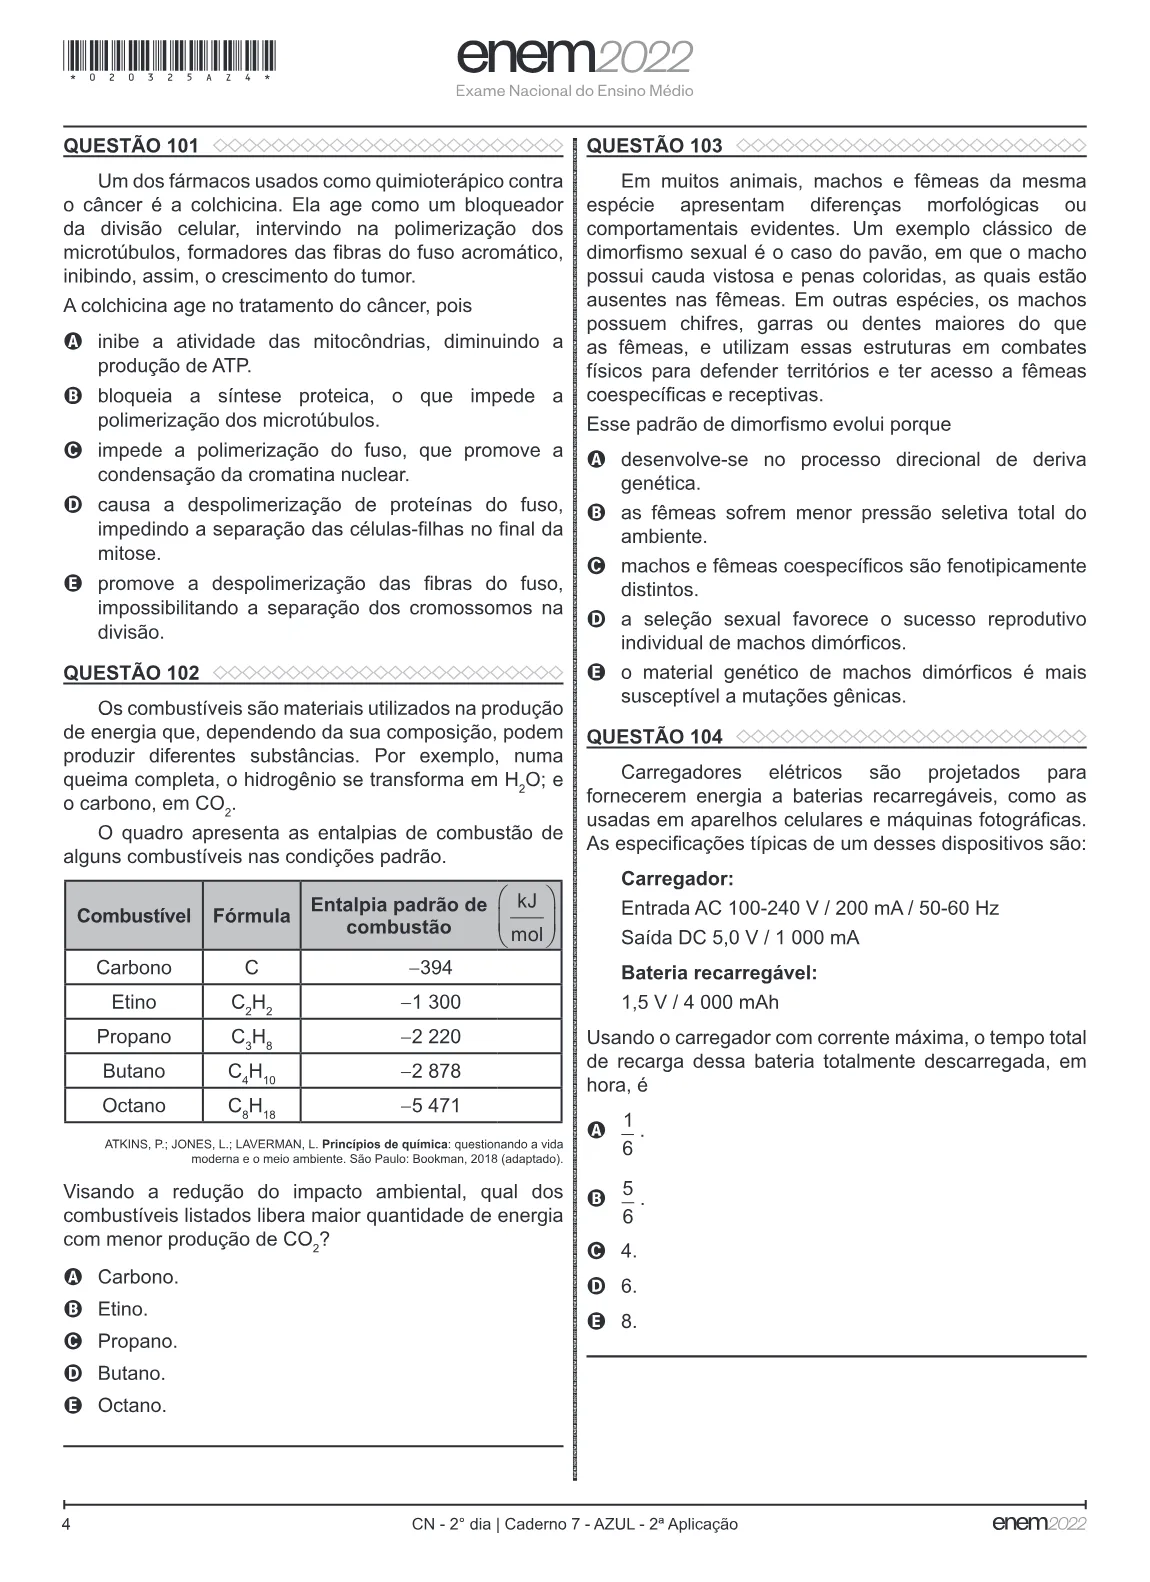 *020325AZ4*
enem2022
Exame Nacional do Ensino Médio
QUESTÃO 101
Um dos fármacos usados como quimioterápico contra
o câncer é a colchicina. Ela age como um bloqueador
da divisão celular, intervindo na polimerização dos
microtúbulos, formadores das fibras do fuso acromático,
inibindo, assim, o crescimento do tumor.
A colchicina age no tratamento do câncer, pois
A inibe a atividade das mitocôndrias, diminuindo a
produção de ATP.
B bloqueia a síntese proteica, o que impede a
polimerização dos microtúbulos.
C impede a polimerização do fuso, que promove a
condensação da cromatina nuclear.
D causa a despolimerização de proteínas do fuso,
impedindo a separação das células-filhas no final da
mitose.
E promove a despolimerização das fibras do fuso,
impossibilitando a separação dos cromossomos na
divisão.
QUESTÃO 102
Os combustíveis são materiais utilizados na produção
de energia que, dependendo da sua composição, podem
produzir diferentes substâncias. Por exemplo, numa
queima completa, o hidrogênio se transforma em H₂O; e
o carbono, em CO₂.
O quadro apresenta as entalpias de combustão de
alguns combustíveis nas condições padrão.
Combustível Fórmula Entalpia padrão de combustão (kJ/mol)
Carbono C −394
Etino C₂H₂ −1 300
Propano C₃H₈ −2 220
Butano C₄H₁₀ −2 878
Octano C₈H₁₈ −5 471
ATKINS, P.; JONES, L.; LAVERMAN, L. Princípios de química: questionando a vida
moderna e o meio ambiente. São Paulo: Bookman, 2018 (adaptado).
Visando a redução do impacto ambiental, qual dos
combustíveis listados libera maior quantidade de energia
com menor produção de CO₂?
A Carbono.
B Etino.
C Propano.
D Butano.
E Octano.
QUESTÃO 103
Em muitos animais, machos e fêmeas da mesma
espécie apresentam diferenças morfológicas ou
comportamentais evidentes. Um exemplo clássico de
dimorfismo sexual é o caso do pavão, em que o macho
possui cauda vistosa e penas coloridas, as quais estão
ausentes nas fêmeas. Em outras espécies, os machos
possuem chifres, garras ou dentes maiores do que
as fêmeas, e utilizam essas estruturas em combates
físicos para defender territórios e ter acesso a fêmeas
coespecíficas e receptivas.
Esse padrão de dimorfismo evolui porque
A desenvolve-se no processo direcional de deriva
genética.
B as fêmeas sofrem menor pressão seletiva total do
ambiente.
C machos e fêmeas coespecíficos são fenotipicamente
distintos.
D a seleção sexual favorece o sucesso reprodutivo
individual de machos dimórficos.
E o material genético de machos dimórficos é mais
susceptível a mutações gênicas.
QUESTÃO 104
Carregadores elétricos são projetados para
fornecerem energia a baterias recarregáveis, como as
usadas em aparelhos celulares e máquinas fotográficas.
As especificações típicas de um desses dispositivos são:
Carregador:
Entrada AC 100-240 V / 200 mA / 50-60 Hz
Saída DC 5,0 V / 1 000 mA
Bateria recarregável:
1,5 V / 4 000 mAh
Usando o carregador com corrente máxima, o tempo total
de recarga dessa bateria totalmente descarregada, em
hora, é
A 1/6.
B 5/6.
C 4.
D 6.
E 8.
4
CN - 2° dia | Caderno 7 - AZUL - 2ª Aplicação
enem2022